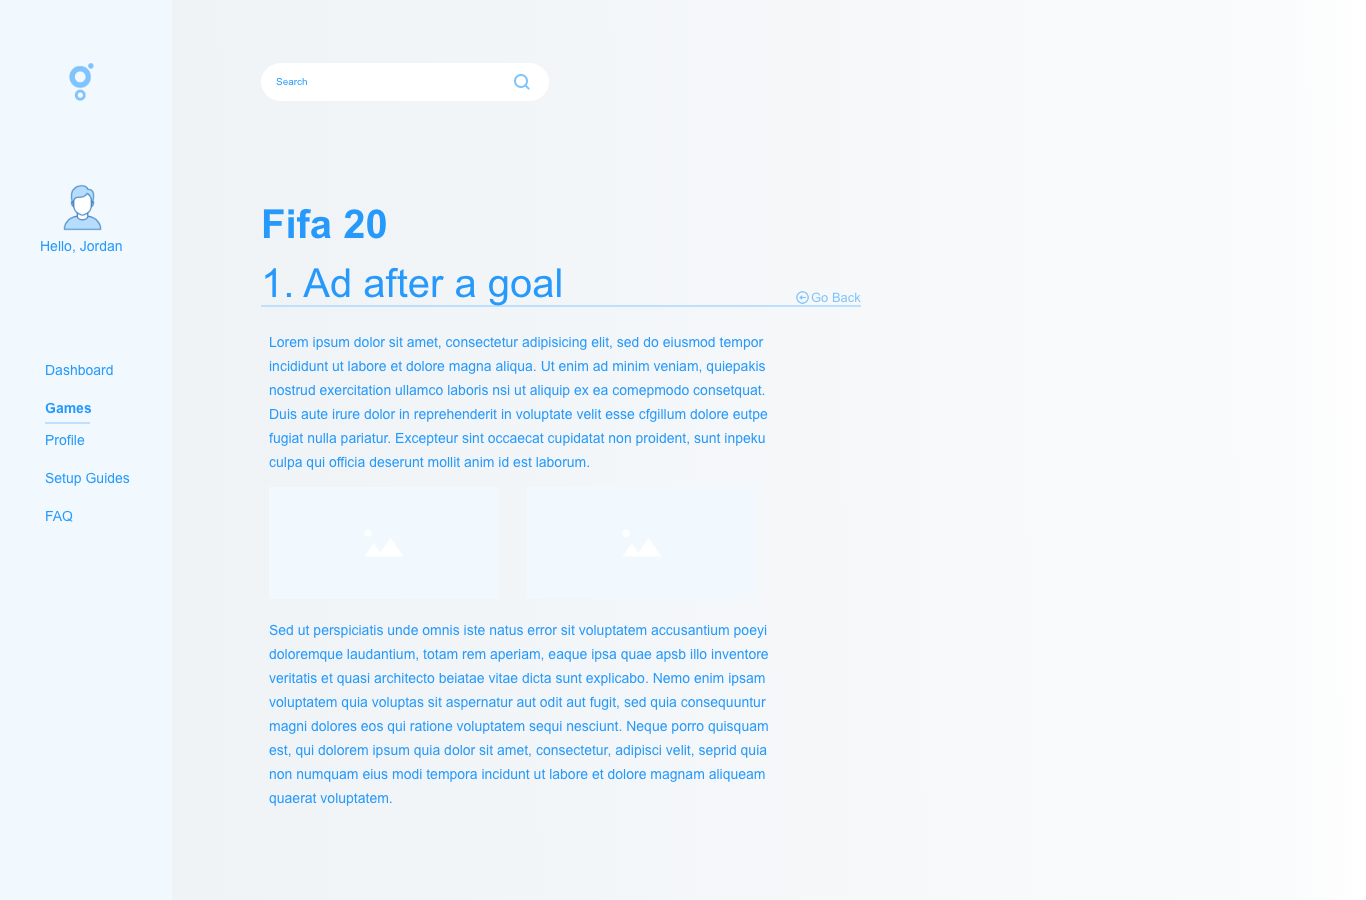 Search
Hello, Jordan
Dashboard
Games
Profile
Setup Guides
FAQ
Fifa 20
1. Ad after a goal
Go Back
Lorem ipsum dolor sit amet, consectetur adipisicing elit, sed do eiusmod tempor
incididunt ut labore et dolore magna aliqua. Ut enim ad minim veniam, quiepakis
nostrud exercitation ullamco laboris nsi ut aliquip ex ea comepmodo consetquat.
Duis aute irure dolor in reprehenderit in voluptate velit esse cfgillum dolore eutpe
fugiat nulla pariatur. Excepteur sint occaecat cupidatat non proident, sunt inpeku
culpa qui officia deserunt mollit anim id est laborum.
Sed ut perspiciatis unde omnis iste natus error sit voluptatem accusantium poeyi
doloremque laudantium, totam rem aperiam, eaque ipsa quae apsb illo inventore
veritatis et quasi architecto beiatae vitae dicta sunt explicabo. Nemo enim ipsam
voluptatem quia voluptas sit aspernatur aut odit aut fugit, sed quia consequuntur
magni dolores eos qui ratione voluptatem sequi nesciunt. Neque porro quisquam
est, qui dolorem ipsum quia dolor sit amet, consectetur, adipisci velit, seprid quia
non numquam eius modi tempora incidunt ut labore et dolore magnam aliqueam
quaerat voluptatem.